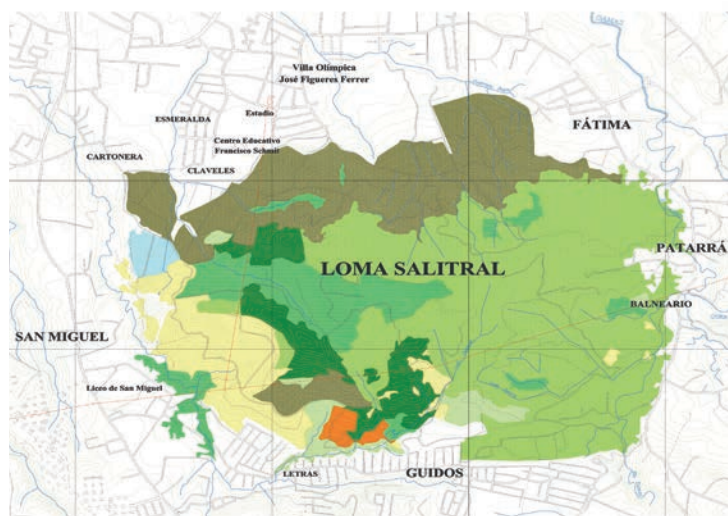 Villa Olímpica
José Figueres Ferrer
ESMERALDA
Estadio
FÁTIMA
Centro Educativo
Francisco Schmit
CARTONERA
CLAVELES
LOMA SALITRAL
PATARRÁ
BALNEARIO
SAN MIGUEL
Liceo de San Miguel
LETRAS
GUIDOS